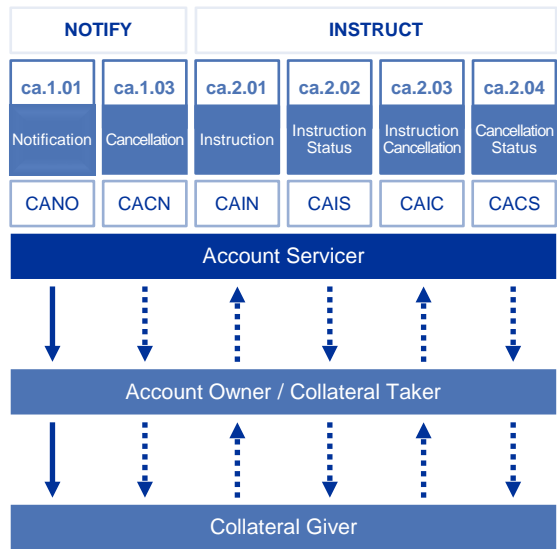 NOTIFY INSTRUCT
ca.1.01 ca.1.03 ca.2.01 ca.2.02 ca.2.03 ca.2.04
Notification Cancellation Instruction Instruction Status Instruction Cancellation Cancellation Status
CANO CACN CAIN CAIS CAIC CACS
Account Servicer
Account Owner / Collateral Taker
Collateral Giver